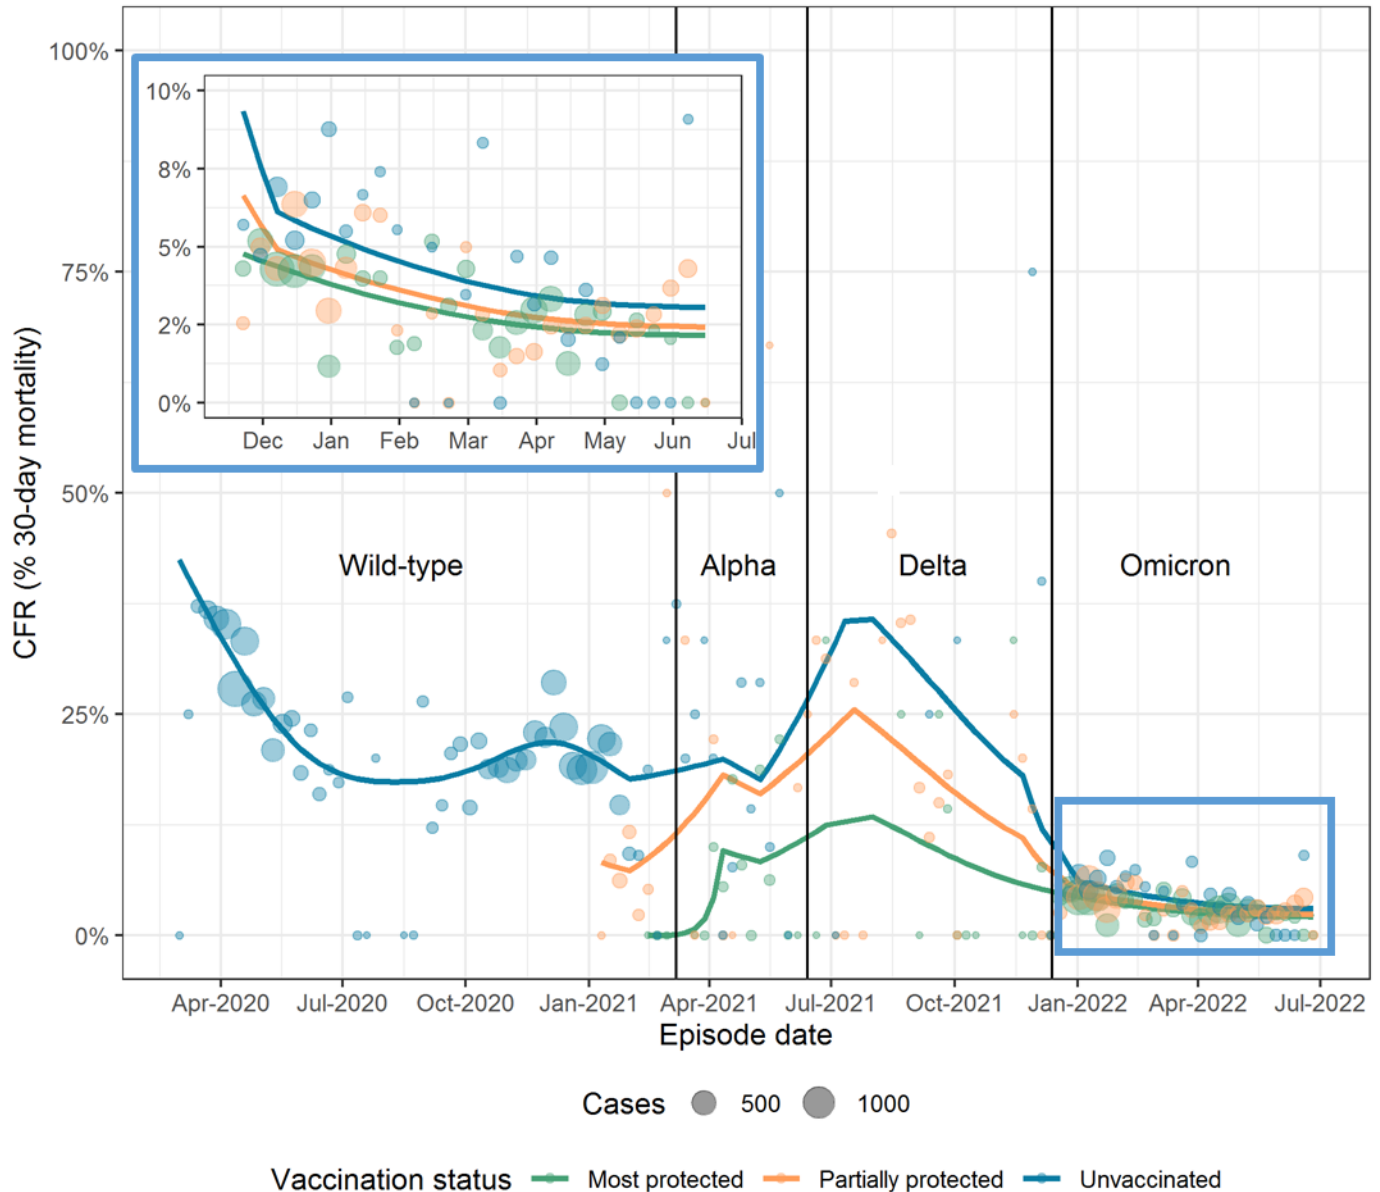 100%
75%
50%
25%
0%
CFR (% 30-day mortality)
10%
8%
5%
2%
0%
Dec Jan Feb Mar Apr May Jun Jul
Wild-type Alpha Delta Omicron
Apr-2020 Jul-2020 Oct-2020 Jan-2021 Apr-2021 Jul-2021 Oct-2021 Jan-2022 Apr-2022 Jul-2022
Episode date
Cases 500 1000
Vaccination status Most protected Partially protected Unvaccinated